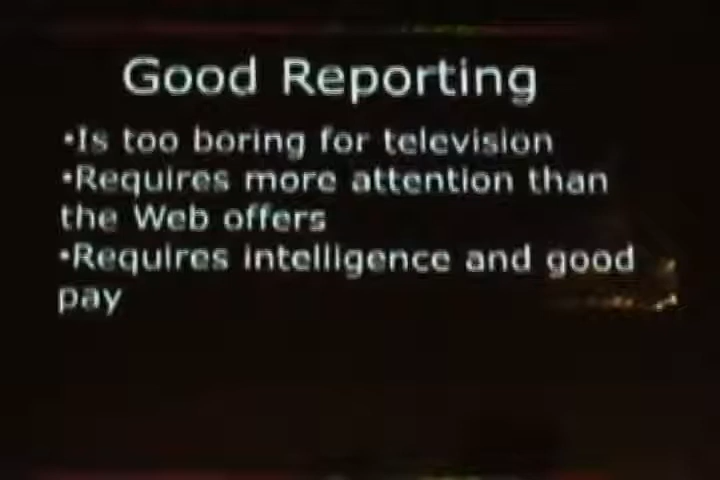 Good Reporting
•Is too boring for television
•Requires more attention than
the Web offers
•Requires intelligence and good
pay